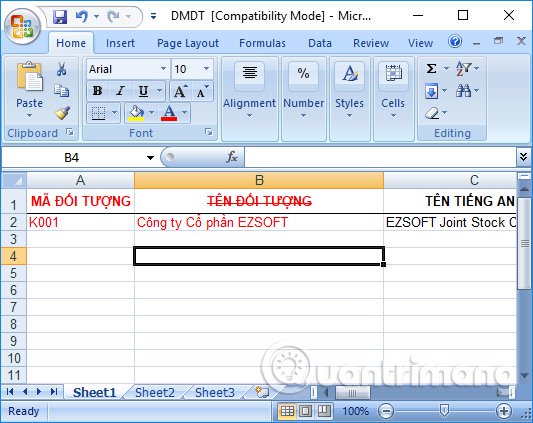 DMDT [Compatibility Mode] - Micr...
Home Insert Page Layout Formulas Data Review View
Paste
Clipboard
Arial 10
B I U
A A
A
Font
Alignment
%
Number
Styles
Cells
Σ A Z
Editing
B4 fx
A B C
1 MÃ ĐỐI TƯỢNG TÊN ĐỐI TƯỢNG TÊN TIẾNG AN
2 K001 Công ty Cổ phần EZSOFT EZSOFT Joint Stock C
3
4
5
6
7
8
9
10
11
Sheet1 Sheet2 Sheet3
Quantrimang
Ready 100%